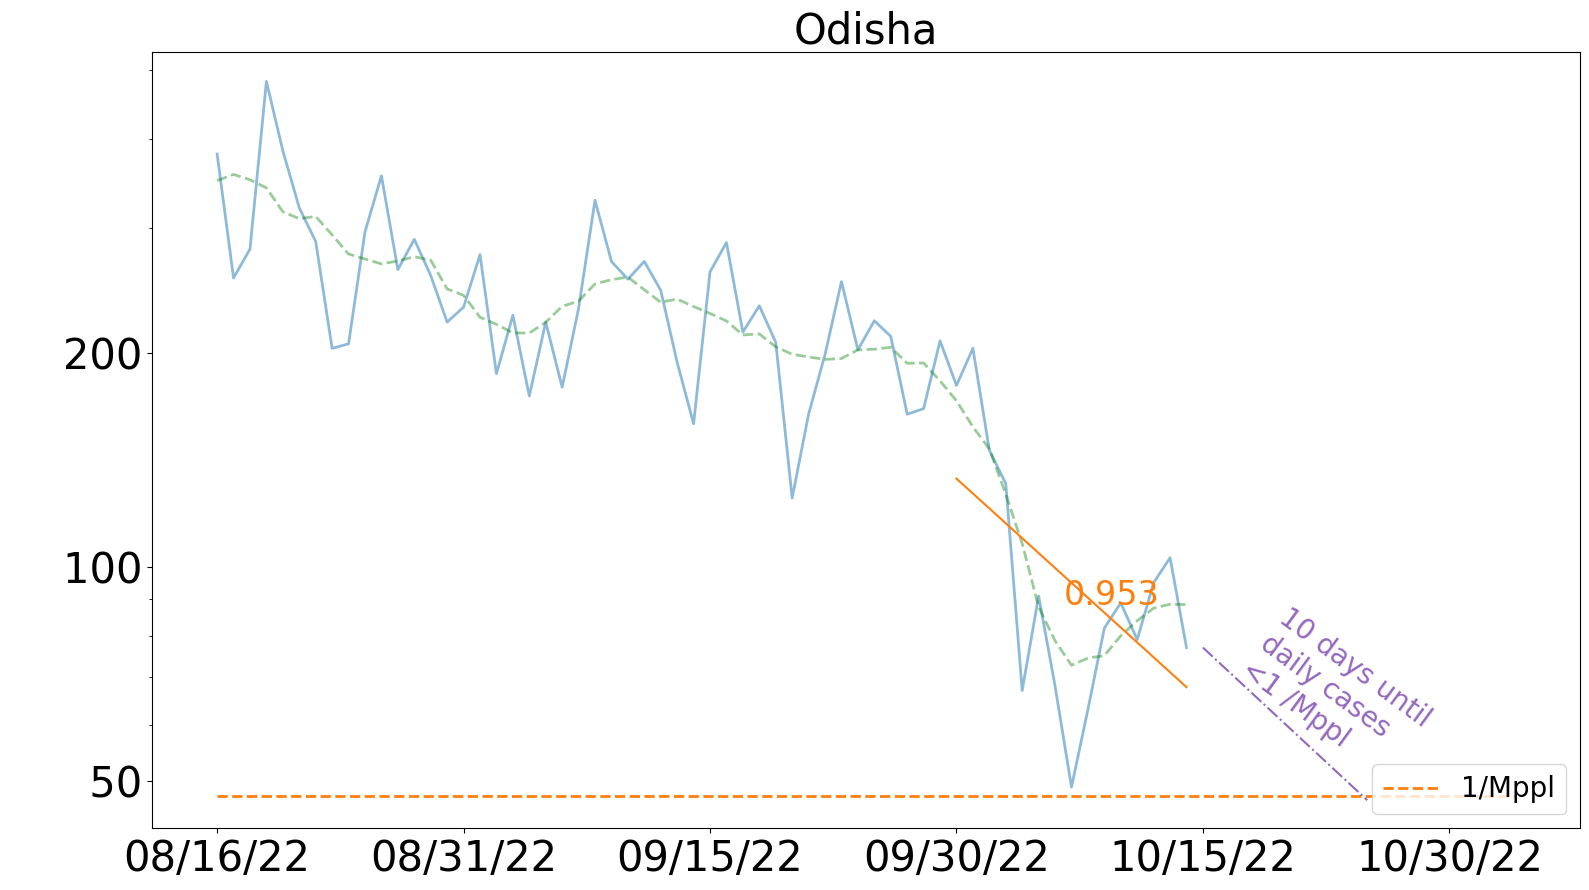 Odisha
200
100
50
0.953
10 days until
daily cases
<1 /Mppl
1/Mppl
08/16/22
08/31/22
09/15/22
09/30/22
10/15/22
10/30/22